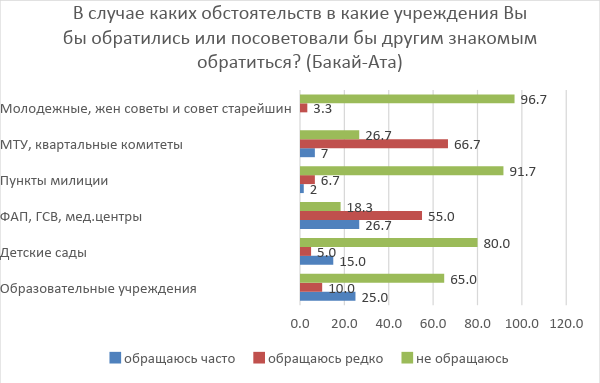 В случае каких обстоятельств в какие учреждения Вы
бы обратились или посоветовали бы другим знакомым
обратиться? (Бакай-Ата)
Молодежные, жен советы и совет старейшин
96.7
3.3
МТУ, квартальные комитеты
26.7
66.7
7
Пункты милиции
91.7
6.7
2
ФАП, ГСВ, мед.центры
18.3
55.0
26.7
Детские сады
80.0
5.0
15.0
Образовательные учреждения
65.0
10.0
25.0
0.0 20.0 40.0 60.0 80.0 100.0 120.0
обращаюсь часто обращаюсь редко не обращаюсь